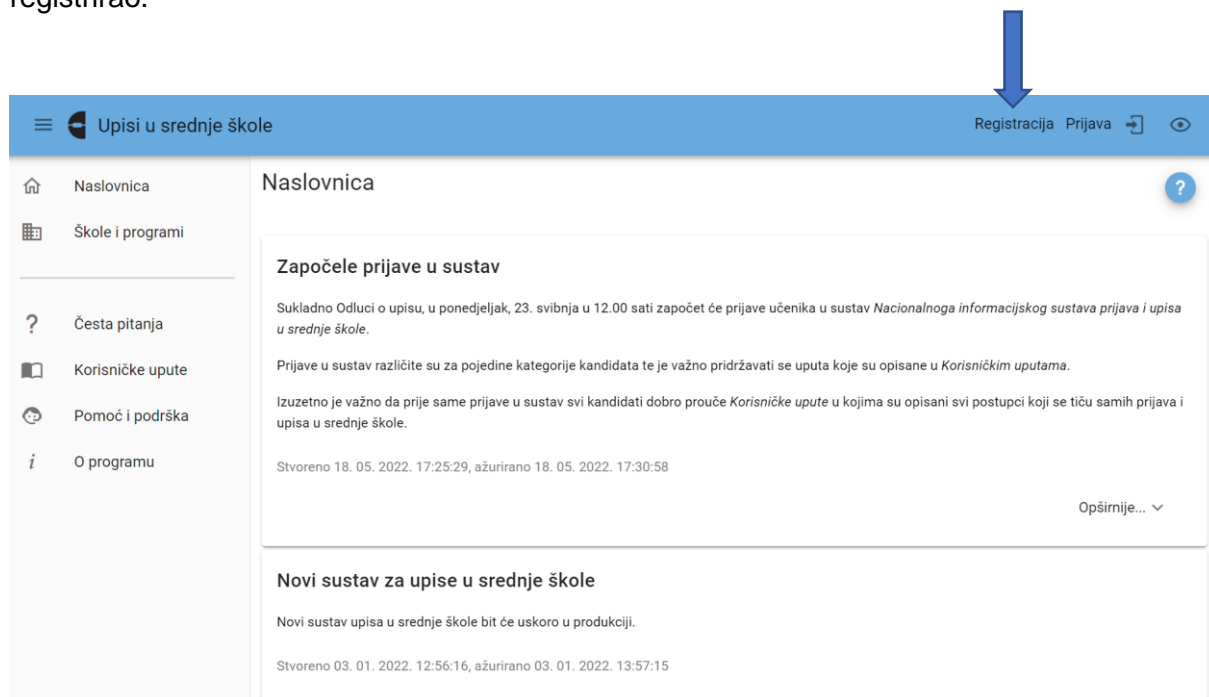 registrirao.
Upisi u srednje škole
Registracija Prijava
Naslovnica
Škole i programi
Česta pitanja
Korisničke upute
Pomoć i podrška
O programu
Naslovnica
Započele prijave u sustav
Sukladno Odluci o upisu, u ponedjeljak, 23. svibnja u 12.00 sati započet će prijave učenika u sustav Nacionalnoga informacijskog sustava prijava i upisa
u srednje škole.
Prijave u sustav različite su za pojedine kategorije kandidata te je važno pridržavati se uputa koje su opisane u Korisničkim uputama.
Izuzetno je važno da prije same prijave u sustav svi kandidati dobro prouče Korisničke upute u kojima su opisani svi postupci koji se tiču samih prijava i
upisa u srednje škole.
Stvoreno 18. 05. 2022. 17:25:29, ažurirano 18. 05. 2022. 17:30:58
Opširnije...
Novi sustav za upise u srednje škole
Novi sustav upisa u srednje škole bit će uskoro u produkciji.
Stvoreno 03. 01. 2022. 12:56:16, ažurirano 03. 01. 2022. 13:57:15